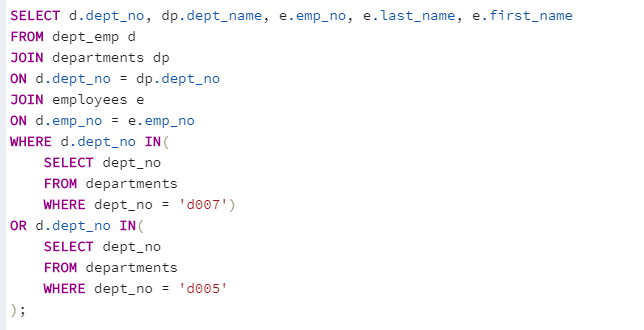 SELECT d.dept_no, dp.dept_name, e.emp_no, e.last_name, e.first_name
FROM dept_emp d
JOIN departments dp
ON d.dept_no = dp.dept_no
JOIN employees e
ON d.emp_no = e.emp_no
WHERE d.dept_no IN(
    SELECT dept_no
    FROM departments
    WHERE dept_no = 'd007')
OR d.dept_no IN(
    SELECT dept_no
    FROM departments
    WHERE dept_no = 'd005'
);